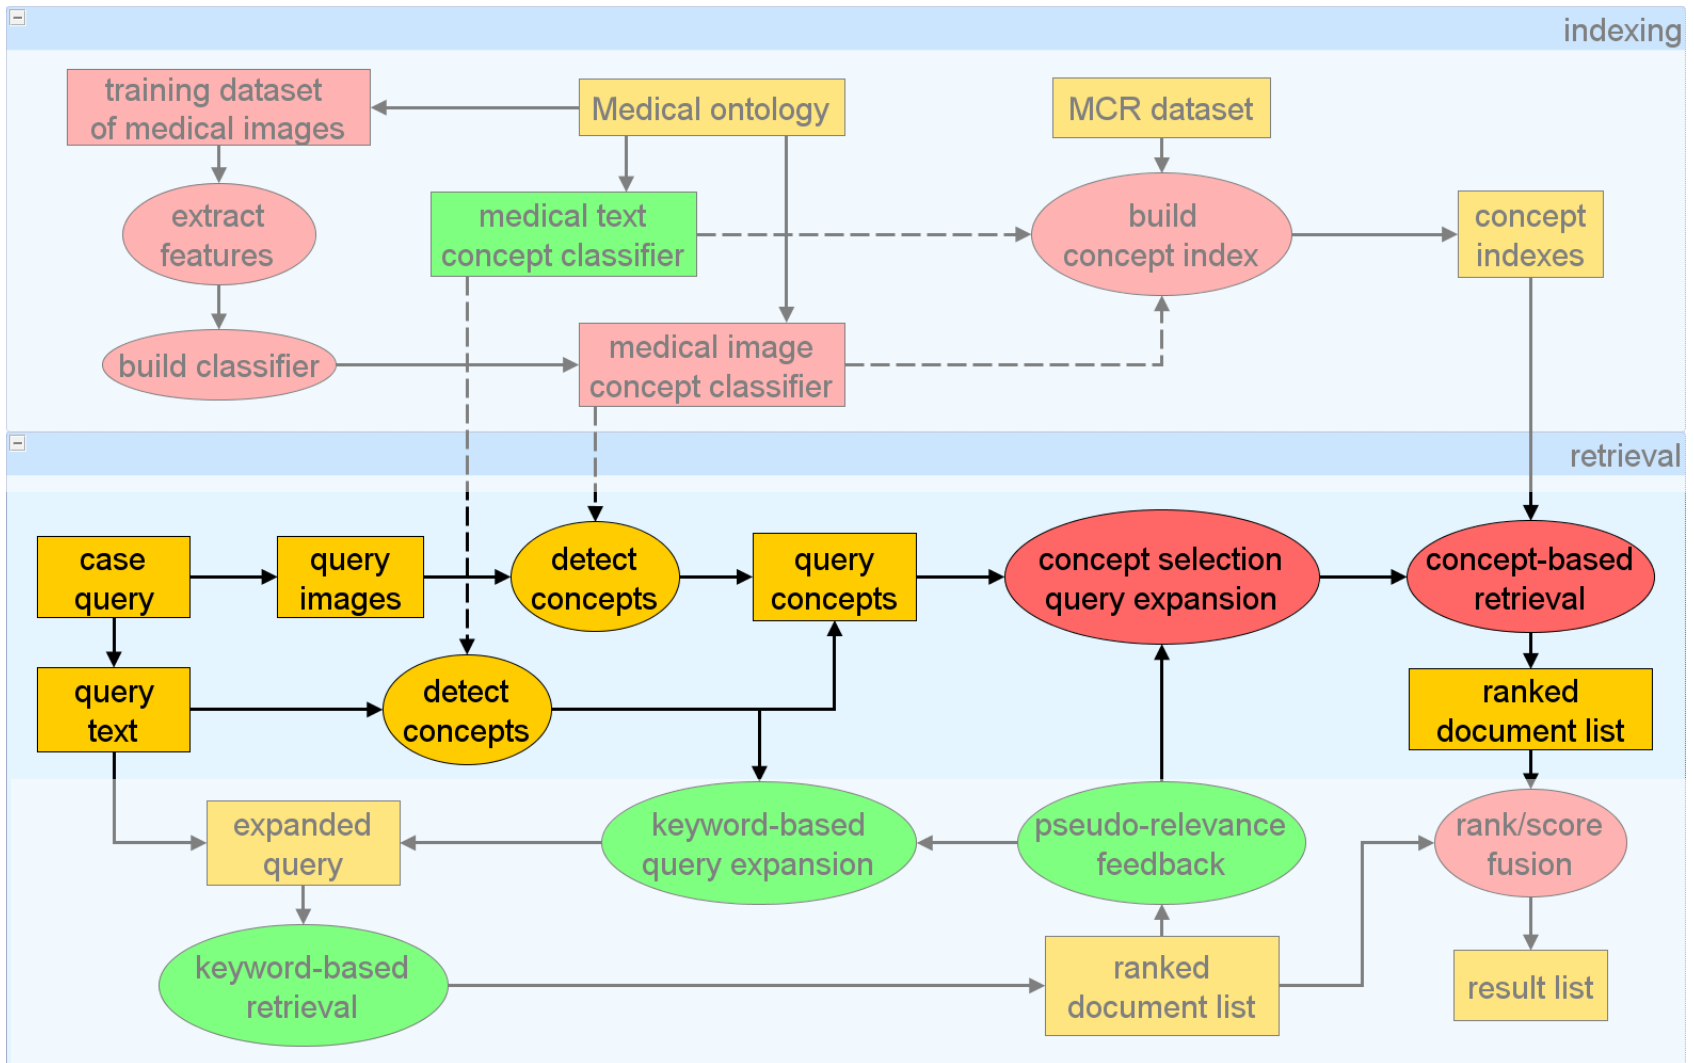 indexing
training dataset
of medical images
Medical ontology
MCR dataset
extract
features
medical text
concept classifier
build
concept index
concept
indexes
build classifier
medical image
concept classifier
retrieval
case
query
query
images
detect
concepts
query
concepts
concept selection
query expansion
concept-based
retrieval
query
text
detect
concepts
ranked
document list
expanded
query
keyword-based
query expansion
pseudo-relevance
feedback
rank/score
fusion
keyword-based
retrieval
ranked
document list
result list